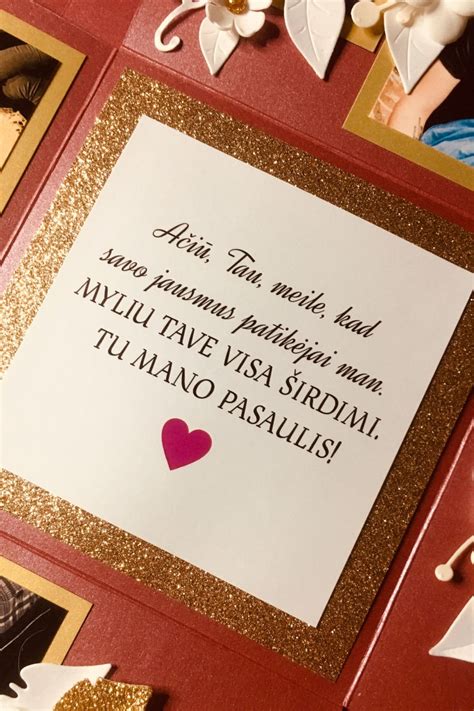 Ačiū, Tau, meile, kad
savo jausmus patikėjai man.
MYLIU TAVE VISA ŠIRDIMI.
TU MANO PASAULIS!